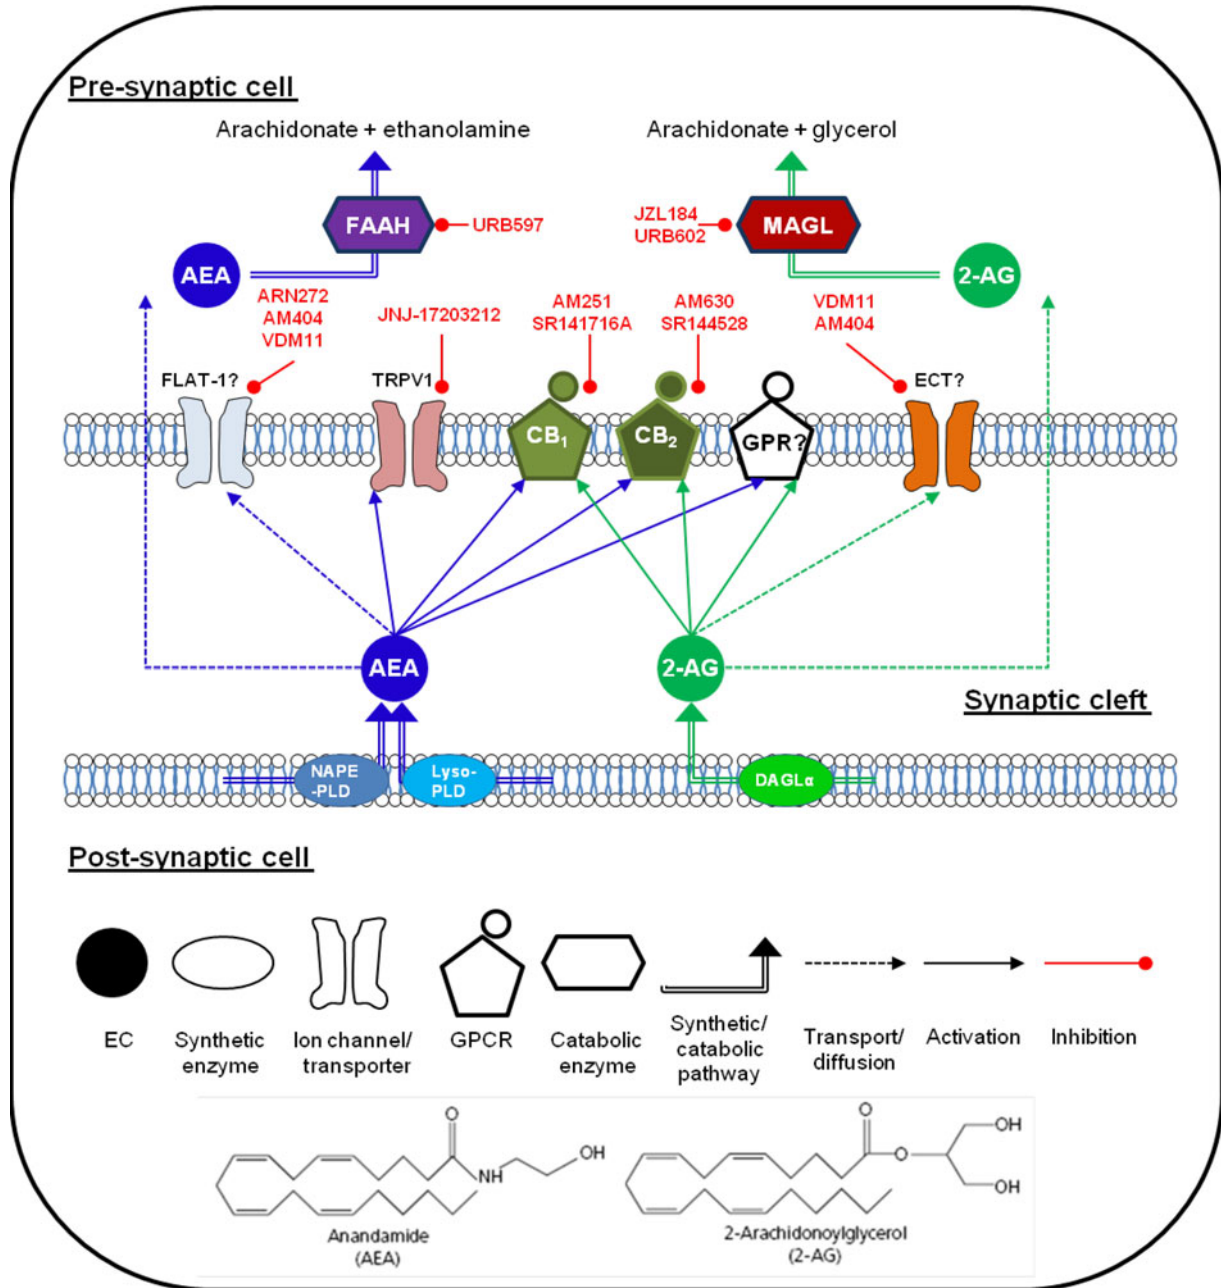 Pre-synaptic cell
Arachidonate + ethanolamine
Arachidonate + glycerol
FAAH
URB597
JZL184
URB602
MAGL
AEA
2-AG
ARN272
AM404
VDM11
JNJ-17203212
AM251
SR141716A
AM630
SR144528
VDM11
AM404
FLAT-1?
TRPV1
ECT?
CB₁
CB₂
GPR?
AEA
2-AG
Synaptic cleft
NAPE
-PLD
Lyso-
PLD
DAGLα
Post-synaptic cell
EC
Synthetic
enzyme
Ion channel/
transporter
GPCR
Catabolic
enzyme
Synthetic/
catabolic
pathway
Transport/
diffusion
Activation
Inhibition
O
OH
NH
Anandamide
(AEA)
O
O
OH
OH
2-Arachidonoylglycerol
(2-AG)